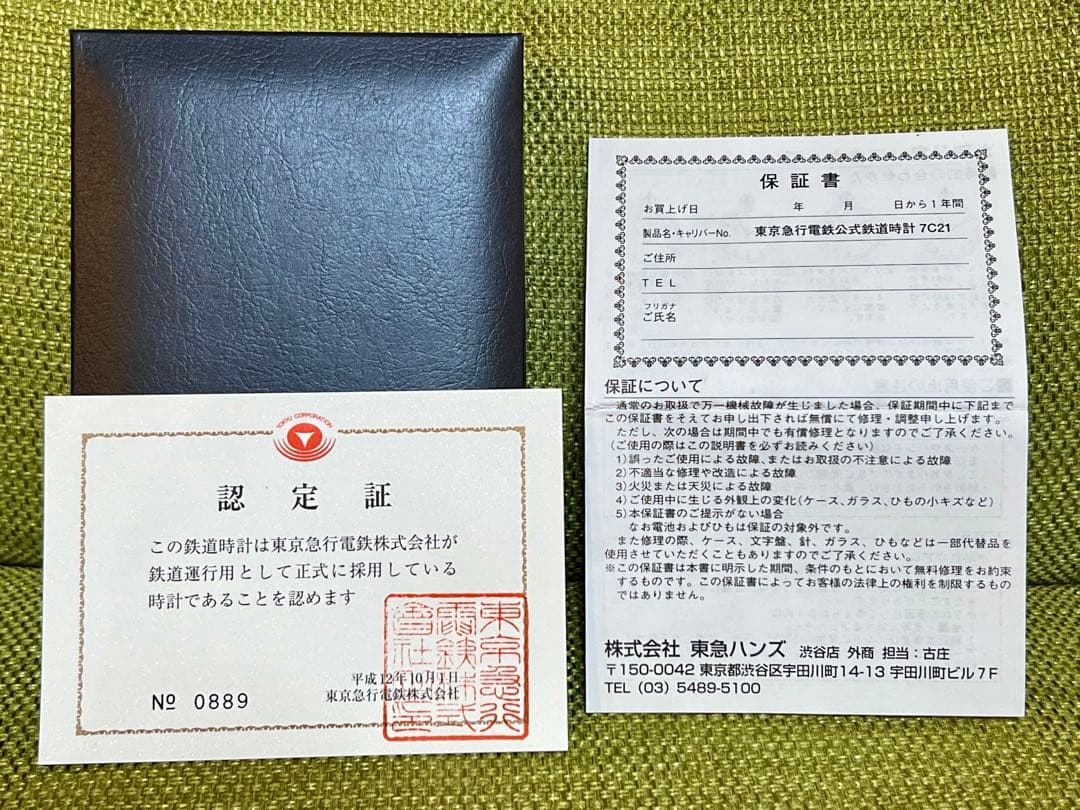 TOKYU CORPORATION
認定証
この鉄道時計は東京急行電鉄株式会社が
鉄道運行用として正式に採用している
時計であることを認めます
平成12年10月1日
東京急行電鉄株式会社
東京急行
電鉄株式
會社之印
№ 0889
保証書
お買上げ日 年 月 日から1年間
製品名・キャリバーNo. 東京急行電鉄公式鉄道時計 7C21
ご住所
TEL
フリガナ
ご氏名
保証について
通常のお取扱で万一機械故障が生じました場合、保証期間中に下記まで
この保証書をそえてお申し出下されば無償にて修理・調整申し上げます。
ただし、次の場合は期間中でも有償修理となりますのでご了承ください。
(ご使用の際はこの説明書を必ずお読みください)
1)誤ったご使用による故障、またはお取扱の不注意による故障
2)不適当な修理や改造による故障
3)火災または天災による故障
4)ご使用中に生じる外観上の変化(ケース、ガラス、ひもの小キズなど)
5)本保証書のご提示がない場合
なお電池およびひもは保証の対象外です。
また修理の際、ケース、文字盤、針、ガラス、ひもなどは一部代替品を
使用させていただくこともありますのでご了承ください。
※この保証書は本書に明示した期間、条件のもとにおいて無料修理をお約束
するものです。この保証書によってお客様の法律上の権利を制限するもの
ではありません。
株式会社 東急ハンズ 渋谷店 外商 担当:古庄
〒150-0042 東京都渋谷区宇田川町14-13 宇田川町ビル7F
TEL (03) 5489-5100